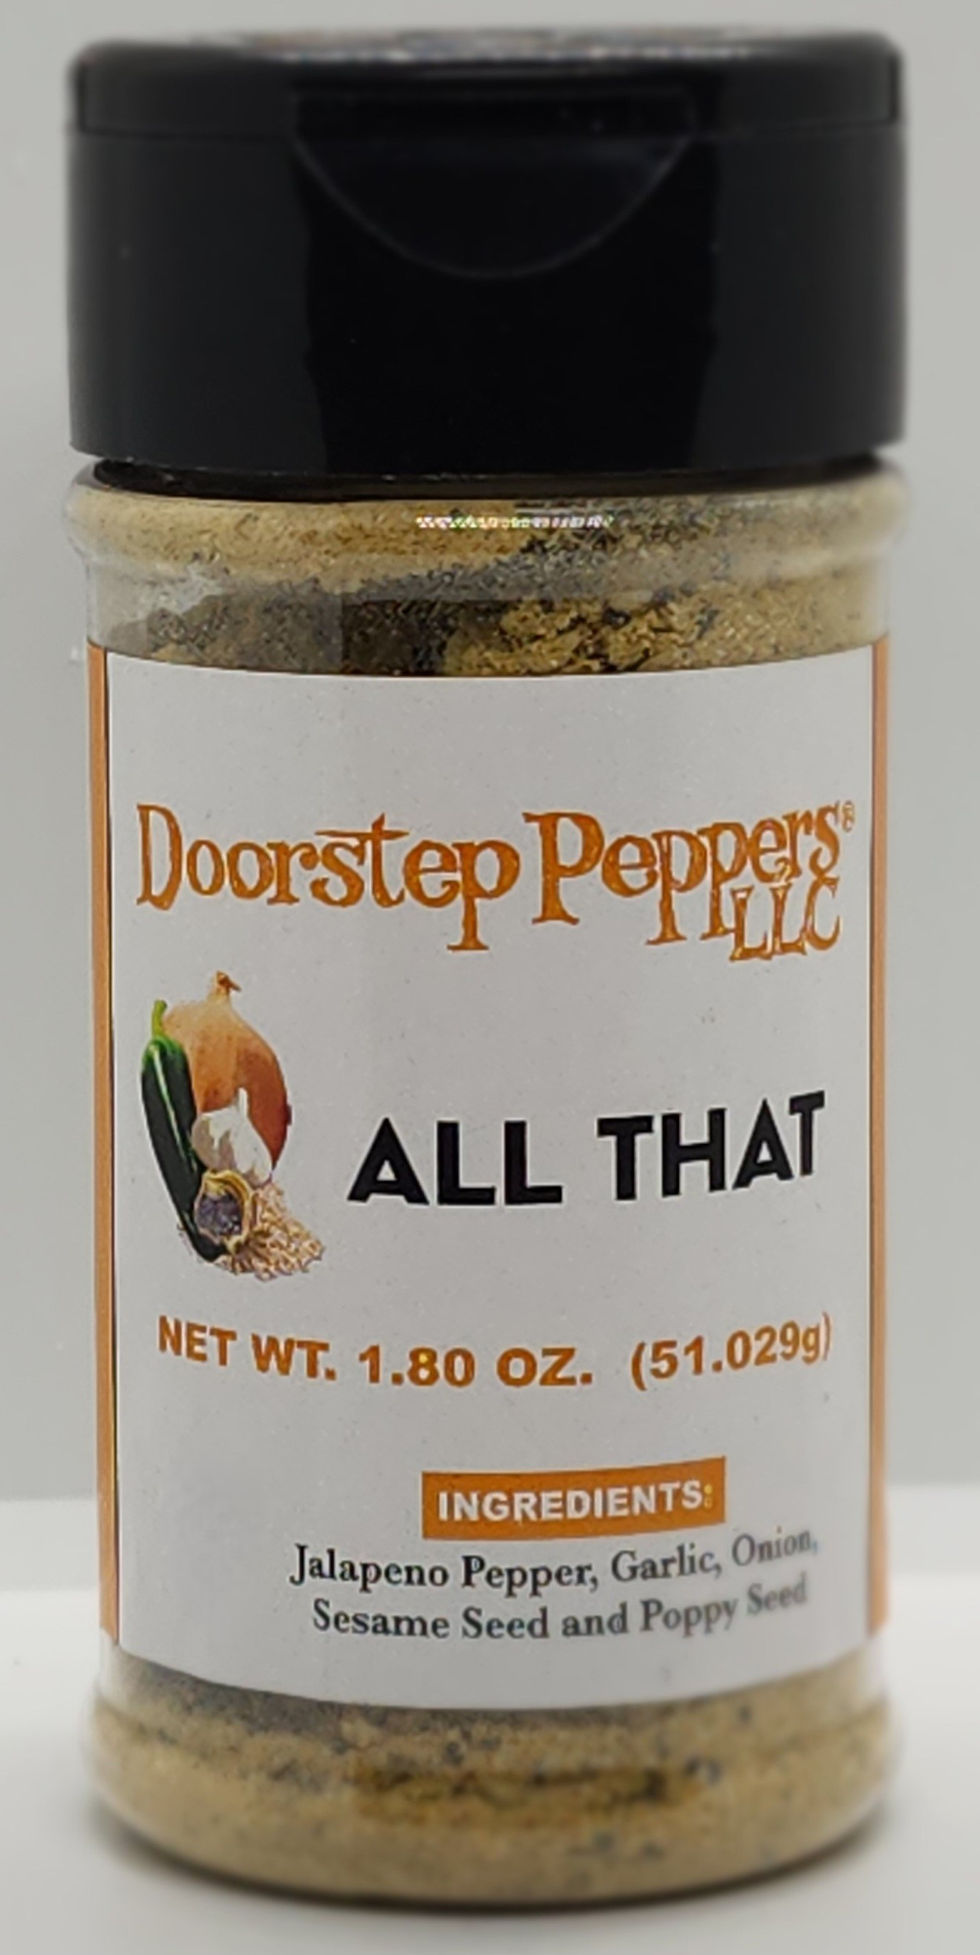 Doorstep Peppers®
LLC
ALL THAT
NET WT. 1.80 OZ. (51.029g)
INGREDIENTS:
Jalapeno Pepper, Garlic, Onion,
Sesame Seed and Poppy Seed